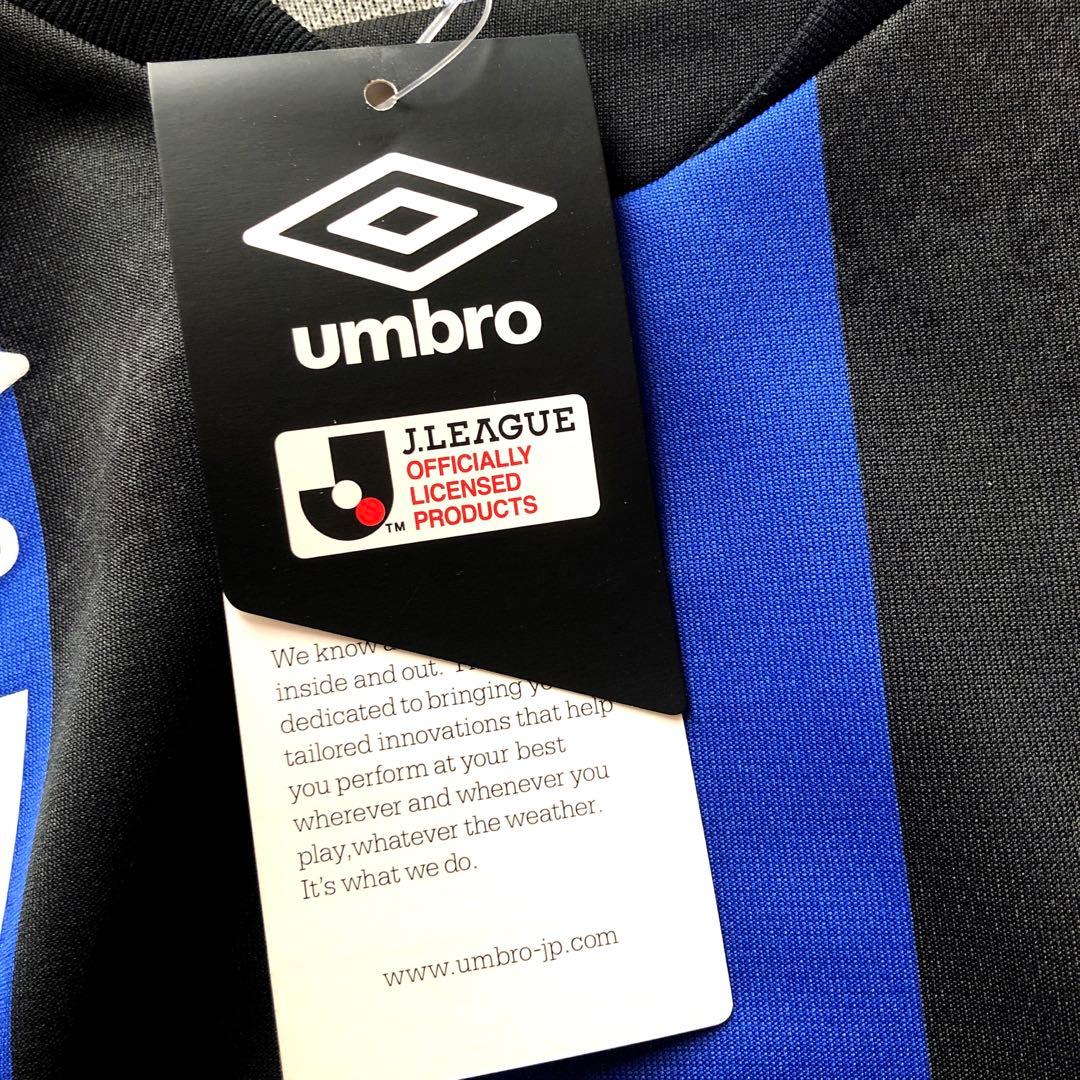 umbro
J.LEAGUE
OFFICIALLY
LICENSED
PRODUCTS
TM
We know
inside and out.
dedicated to bringing
tailored innovations that help
you perform at your best
wherever and whenever you
play,whatever the weather.
It's what we do.
www.umbro-jp.com